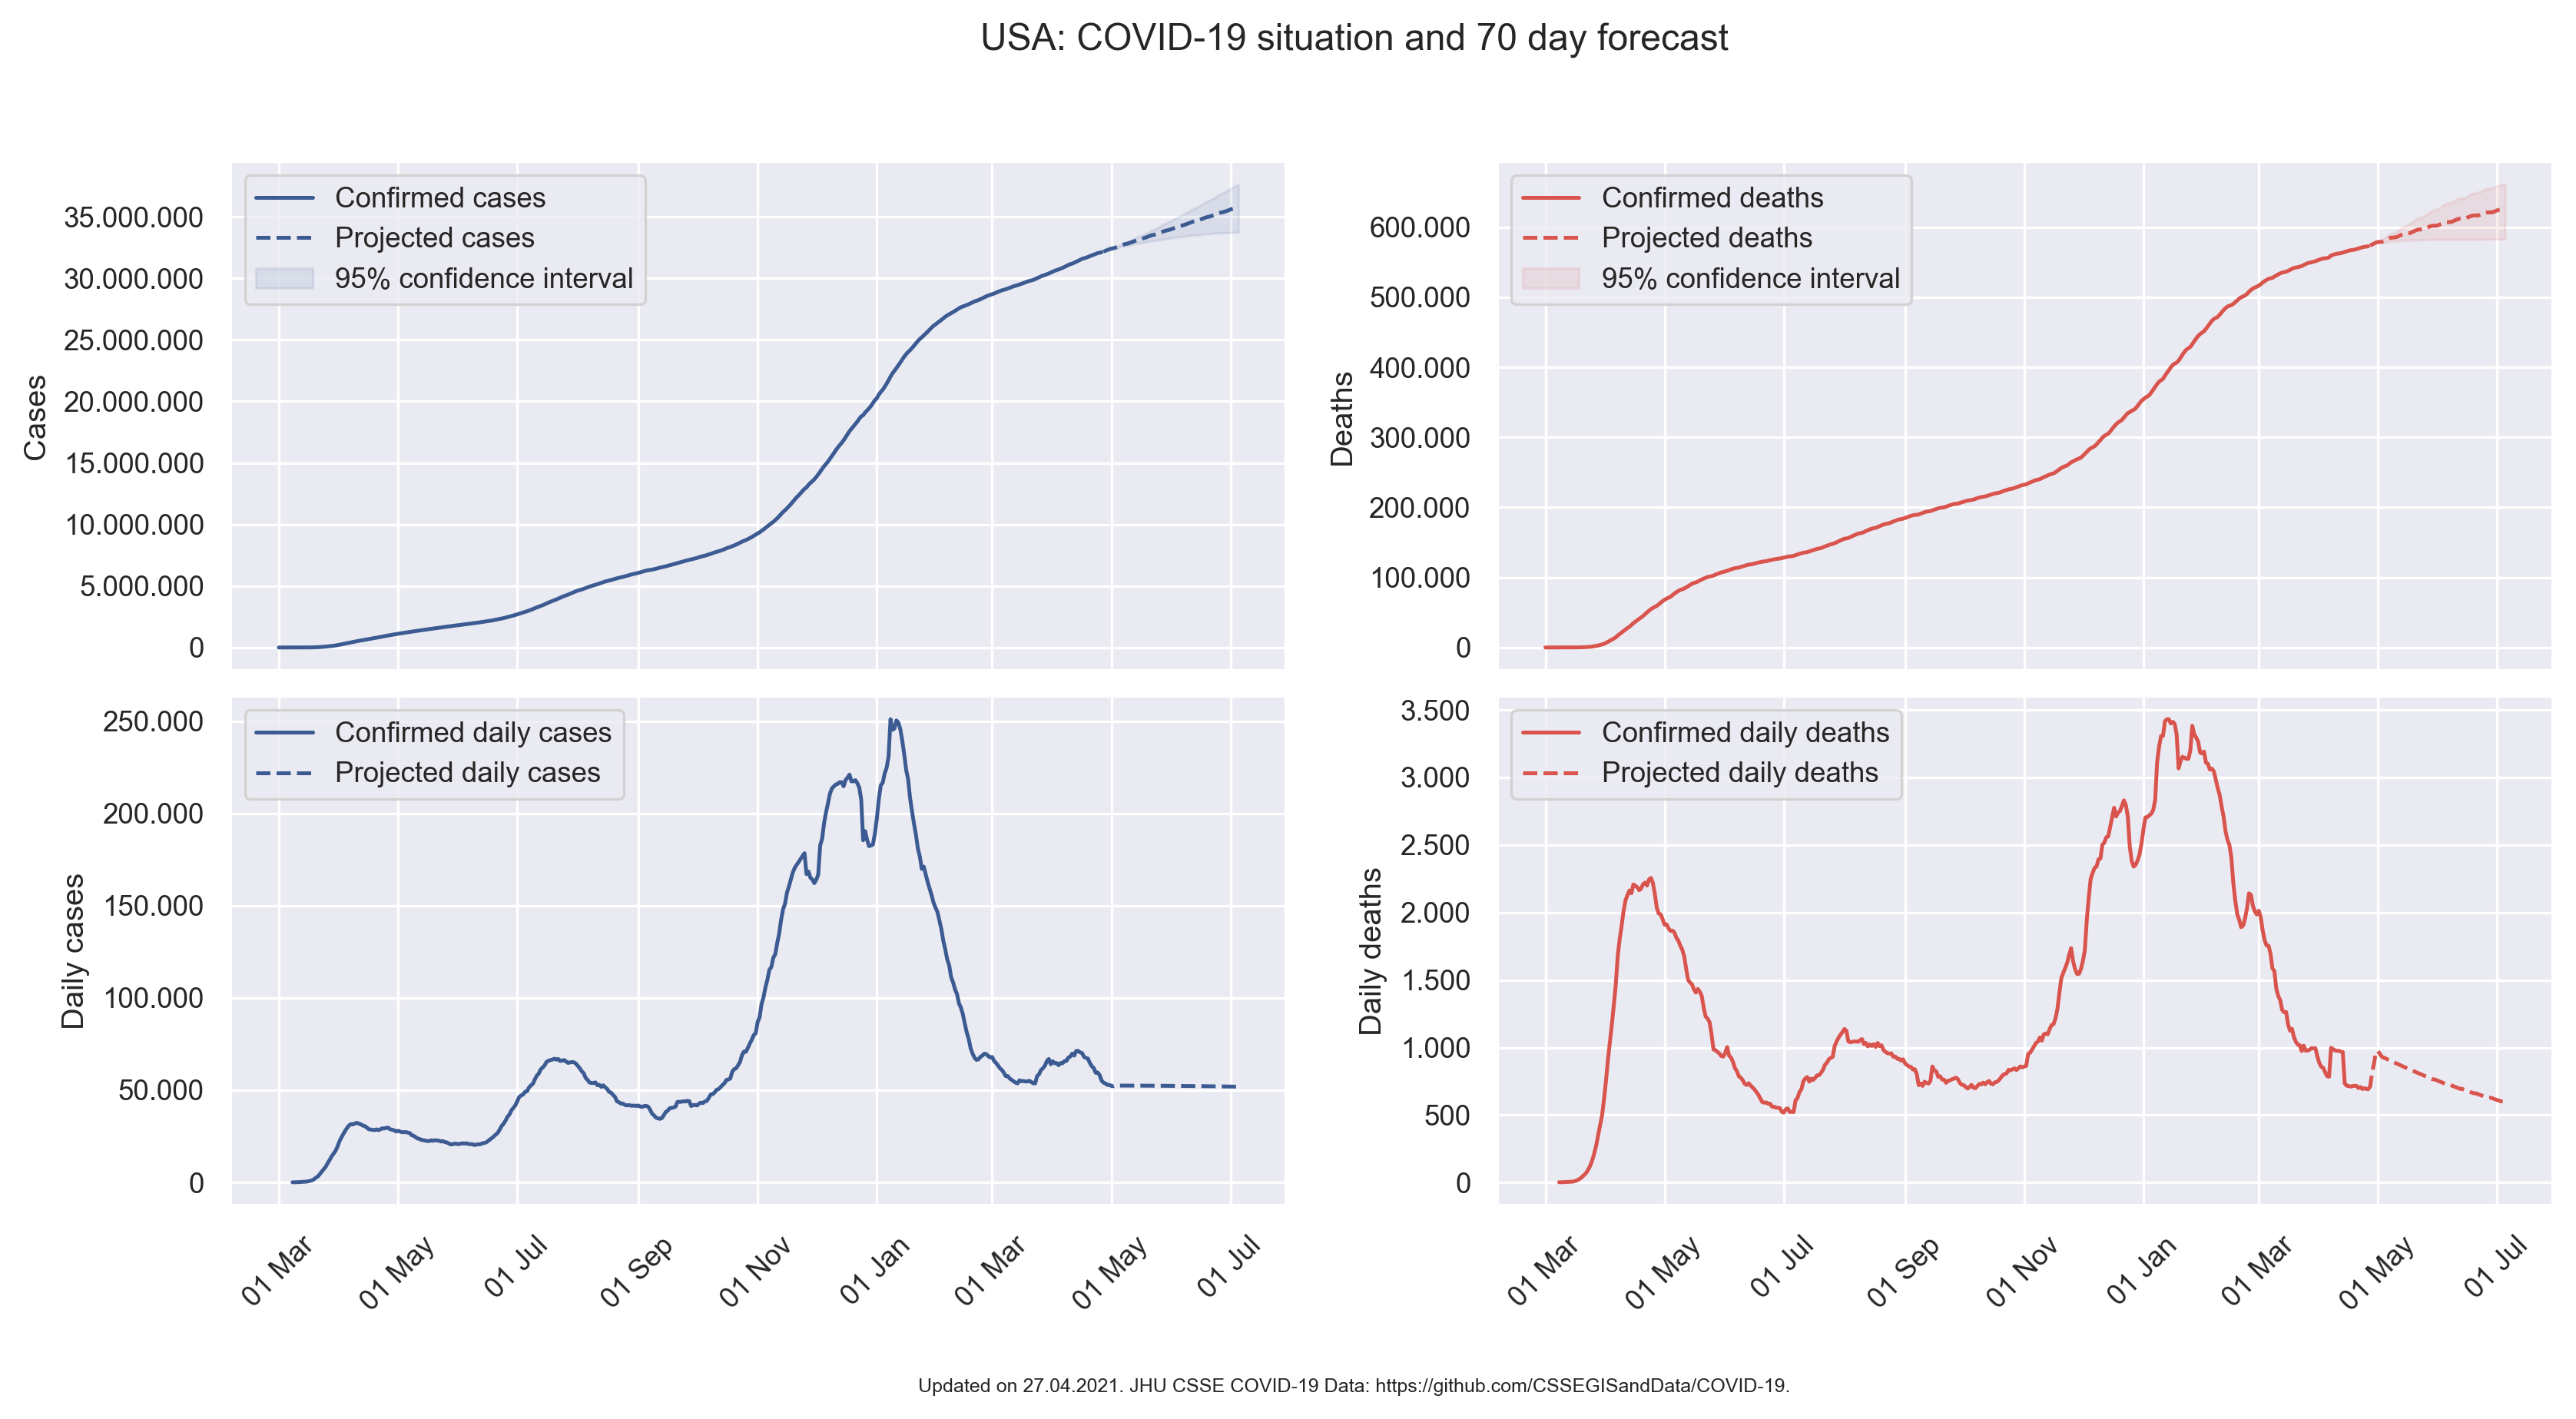 USA: COVID-19 situation and 70 day forecast
Confirmed cases
Projected cases
95% confidence interval
Cases
35.000.000
30.000.000
25.000.000
20.000.000
15.000.000
10.000.000
5.000.000
0
Confirmed deaths
Projected deaths
95% confidence interval
Deaths
600.000
500.000
400.000
300.000
200.000
100.000
0
Confirmed daily cases
Projected daily cases
Daily cases
250.000
200.000
150.000
100.000
50.000
0
01 Mar
01 May
01 Jul
01 Sep
01 Nov
01 Jan
01 Mar
01 May
01 Jul
Confirmed daily deaths
Projected daily deaths
Daily deaths
3.500
3.000
2.500
2.000
1.500
1.000
500
0
01 Mar
01 May
01 Jul
01 Sep
01 Nov
01 Jan
01 Mar
01 May
01 Jul
Updated on 27.04.2021. JHU CSSE COVID-19 Data: https://github.com/CSSEGISandData/COVID-19.